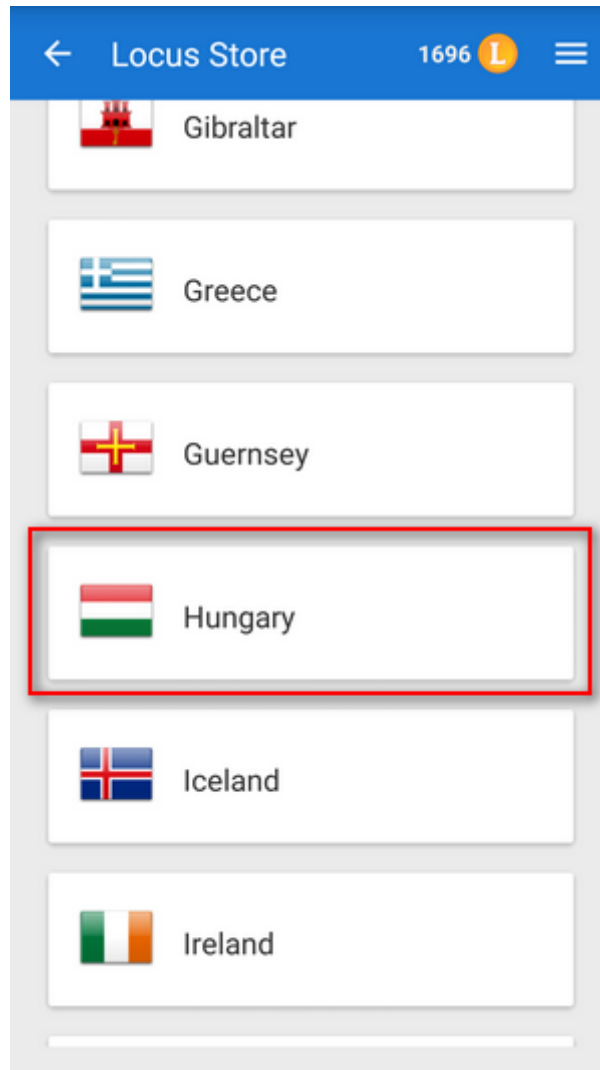 Locus Store 1696 L
Gibraltar
Greece
Guernsey
Hungary
Iceland
Ireland